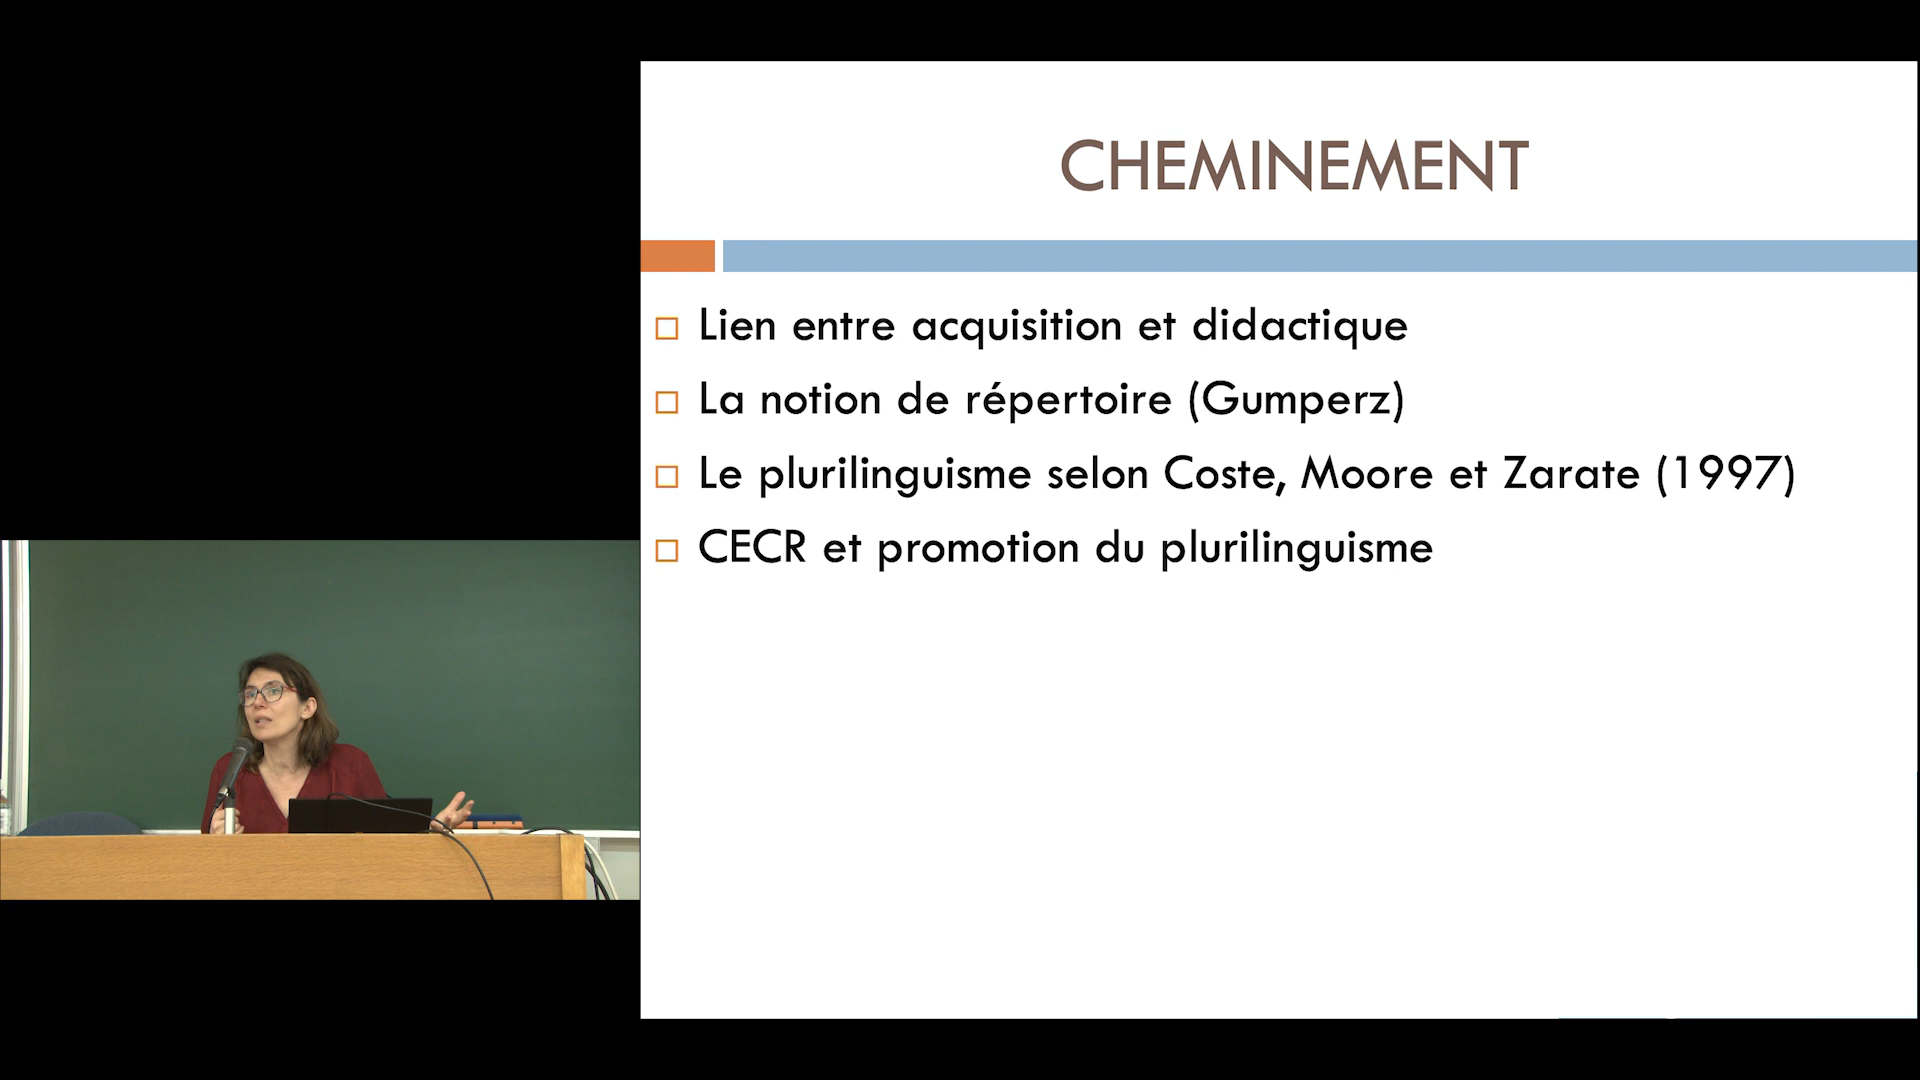 CHEMINEMENT
Lien entre acquisition et didactique
La notion de répertoire (Gumperz)
Le plurilinguisme selon Coste, Moore et Zarate (1997)
CECR et promotion du plurilinguisme